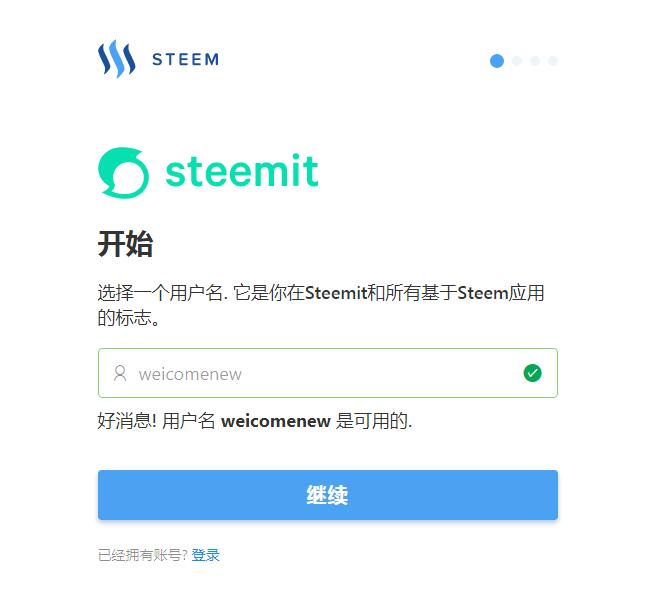 STEEM
steemit
开始
选择一个用户名. 它是你在Steemit和所有基于Steem应用
的标志。
weicomenew
好消息! 用户名 weicomenew 是可用的.
继续
已经拥有账号? 登录